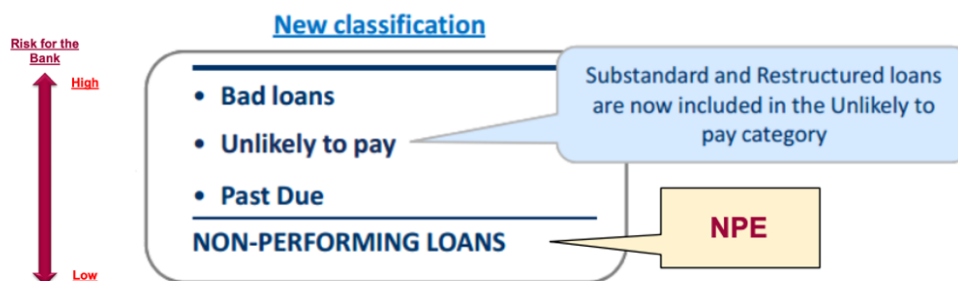 New classification
Risk for the
Bank
High
• Bad loans
• Unlikely to pay
• Past Due
NON-PERFORMING LOANS
Low
Substandard and Restructured loans
are now included in the Unlikely to
pay category
NPE